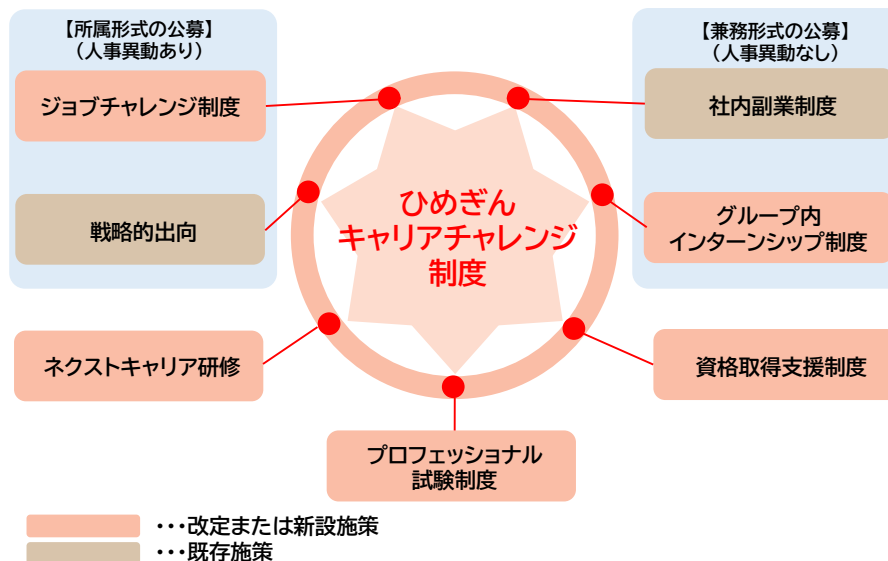 【所属形式の公募】
（人事異動あり）
ジョブチャレンジ制度
戦略的出向
【兼務形式の公募】
（人事異動なし）
社内副業制度
グループ内
インターンシップ制度
ひめぎん
キャリアチャレンジ
制度
ネクストキャリア研修
資格取得支援制度
プロフェッショナル
試験制度
･･･改定または新設施策
･･･既存施策